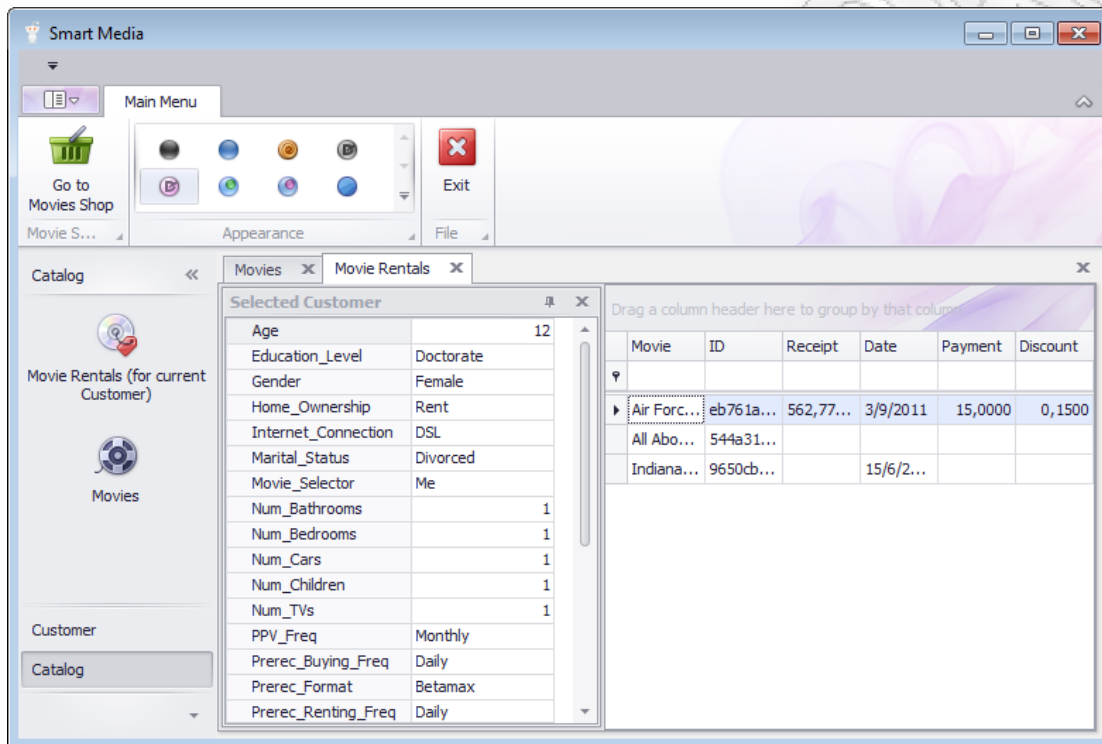 Smart Media
Main Menu
Go to
Movies Shop
Exit
Movie S... Appearance File
Catalog
Movie Rentals (for current
Customer)
Movies
Customer
Catalog
Movies Movie Rentals
Selected Customer
Age 12
Education_Level Doctorate
Gender Female
Home_Ownership Rent
Internet_Connection DSL
Marital_Status Divorced
Movie_Selector Me
Num_Bathrooms 1
Num_Bedrooms 1
Num_Cars 1
Num_Children 1
Num_TVs 1
PPV_Freq Monthly
Prerec_Buying_Freq Daily
Prerec_Format Betamax
Prerec_Renting_Freq Daily
Drag a column header here to group by that column
Movie ID Receipt Date Payment Discount
Air Forc... eb761a... 562,77... 3/9/2011 15,0000 0,1500
All Abo... 544a31...
Indiana... 9650cb... 15/6/2...